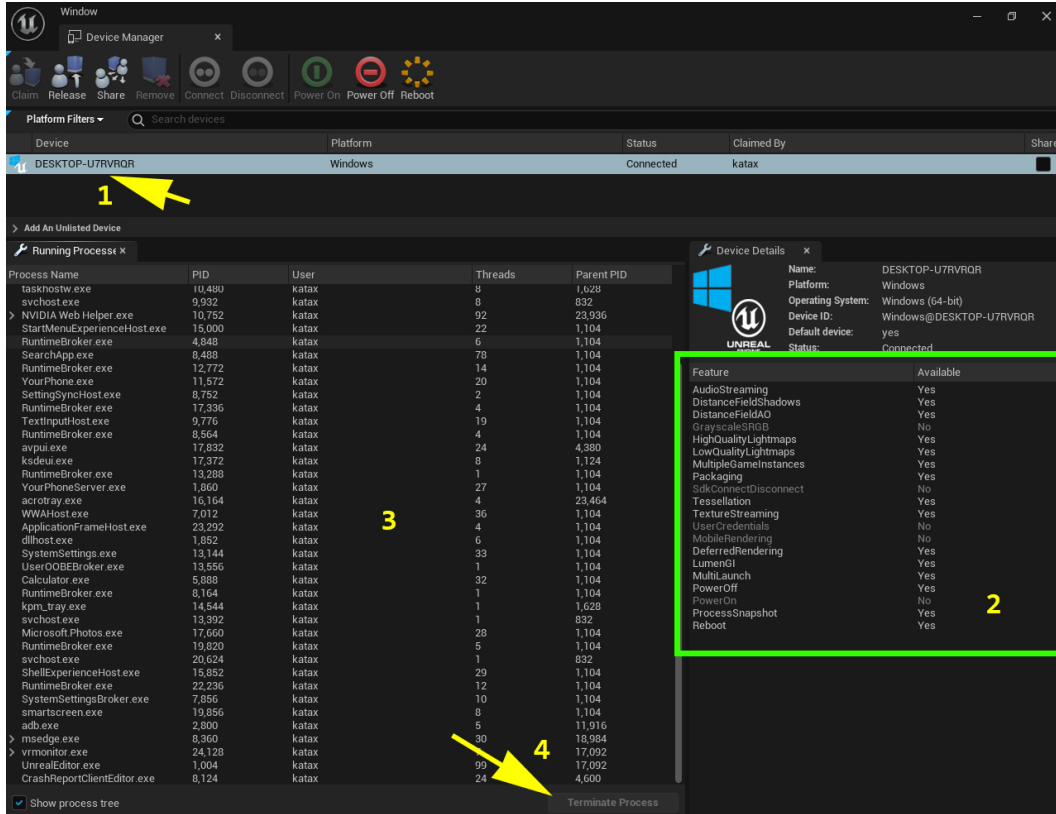 Window
Device Manager ×
Claim Release Share Remove Connect Disconnect Power On Power Off Reboot
Platform Filters Search devices
Device Platform Status Claimed By Share
DESKTOP-U7RVRQR Windows Connected katax
1
> Add An Unlisted Device
Running Processe ×
Process Name PID User Threads Parent PID
taskhostw.exe 10,480 katax 8 1,628
svchost.exe 9,932 katax 8 832
> NVIDIA Web Helper.exe 10,752 katax 92 23,936
StartMenuExperienceHost.exe 15,000 katax 22 1,104
RuntimeBroker.exe 4,848 katax 6 1,104
SearchApp.exe 8,488 katax 78 1,104
RuntimeBroker.exe 12,772 katax 14 1,104
YourPhone.exe 11,572 katax 20 1,104
SettingSyncHost.exe 8,752 katax 2 1,104
RuntimeBroker.exe 17,336 katax 4 1,104
TextInputHost.exe 9,776 katax 19 1,104
RuntimeBroker.exe 8,564 katax 4 1,104
avpui.exe 17,832 katax 24 4,380
ksdeui.exe 17,372 katax 8 1,124
RuntimeBroker.exe 13,288 katax 1 1,104
YourPhoneServer.exe 1,860 katax 27 1,104
acrotray.exe 16,164 katax 4 23,464
WWAHost.exe 7,012 katax 36 1,104
ApplicationFrameHost.exe 23,292 katax 4 1,104
dllhost.exe 1,852 katax 6 1,104
SystemSettings.exe 13,144 katax 33 1,104
UserOOBEBroker.exe 13,556 katax 1 1,104
Calculator.exe 5,888 katax 32 1,104
RuntimeBroker.exe 8,164 katax 1 1,104
kpm_tray.exe 14,544 katax 1 1,628
svchost.exe 13,392 katax 1 832
Microsoft.Photos.exe 17,660 katax 28 1,104
RuntimeBroker.exe 19,820 katax 5 1,104
svchost.exe 20,624 katax 1 832
ShellExperienceHost.exe 15,852 katax 29 1,104
RuntimeBroker.exe 22,236 katax 12 1,104
SystemSettingsBroker.exe 7,856 katax 10 1,104
smartscreen.exe 19,856 katax 8 1,104
adb.exe 2,800 katax 5 11,916
> msedge.exe 8,360 katax 30 18,984
> vrmonitor.exe 24,128 katax 17,092
UnrealEditor.exe 1,004 katax 99 17,092
CrashReportClientEditor.exe 8,124 katax 24 4,600
3
4
Show process tree Terminate Process
Device Details ×
UNREAL
Name: DESKTOP-U7RVRQR
Platform: Windows
Operating System: Windows (64-bit)
Device ID: Windows@DESKTOP-U7RVRQR
Default device: yes
Status: Connected
Feature Available
AudioStreaming Yes
DistanceFieldShadows Yes
DistanceFieldAO Yes
GrayscaleSRGB No
HighQualityLightmaps Yes
LowQualityLightmaps Yes
MultipleGameInstances Yes
Packaging Yes
SdkConnectDisconnect No
Tessellation Yes
TextureStreaming Yes
UserCredentials No
MobileRendering No
DeferredRendering Yes
LumenGI Yes
MultiLaunch Yes
PowerOff Yes
PowerOn No
ProcessSnapshot Yes
Reboot Yes
2